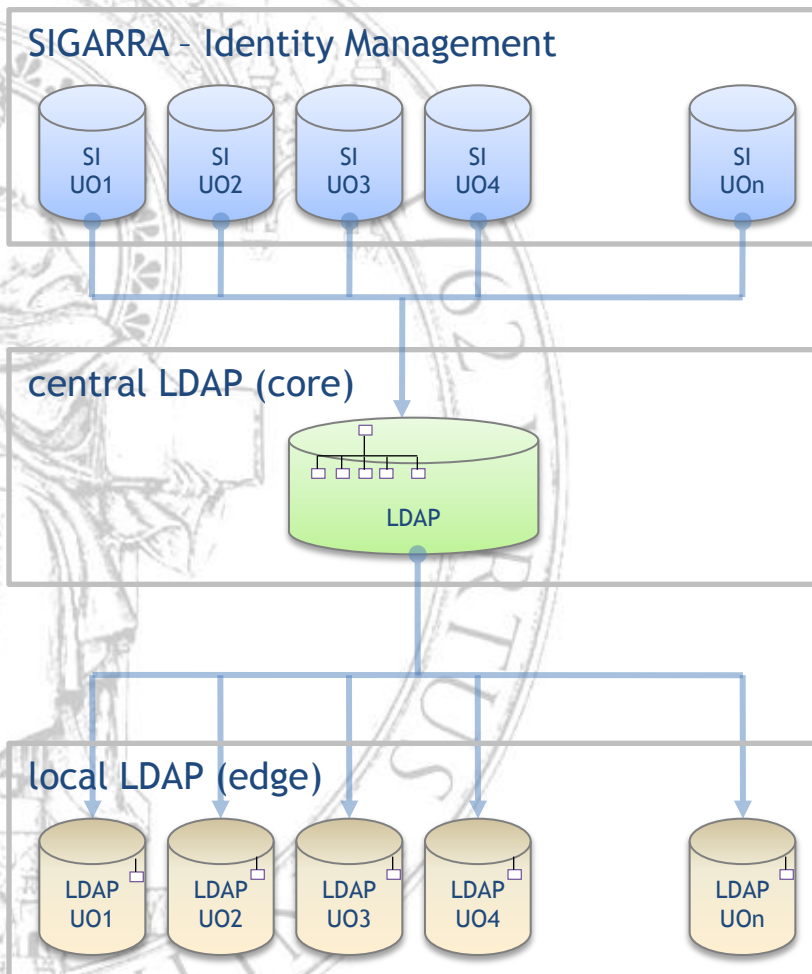 SIGARRA – Identity Management
SI
UO1
SI
UO2
SI
UO3
SI
UO4
SI
UOn
central LDAP (core)
LDAP
local LDAP (edge)
LDAP
UO1
LDAP
UO2
LDAP
UO3
LDAP
UO4
LDAP
UOn